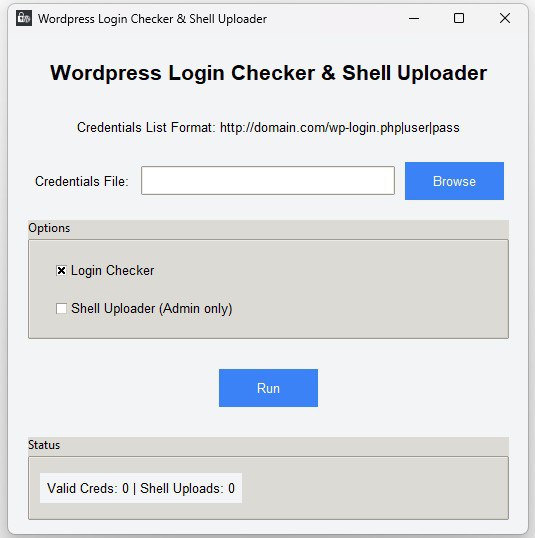 Wordpress Login Checker & Shell Uploader
Wordpress Login Checker & Shell Uploader
Credentials List Format: http://domain.com/wp-login.php|user|pass
Credentials File:
Browse
Options
Login Checker
Shell Uploader (Admin only)
Run
Status
Valid Creds: 0 | Shell Uploads: 0